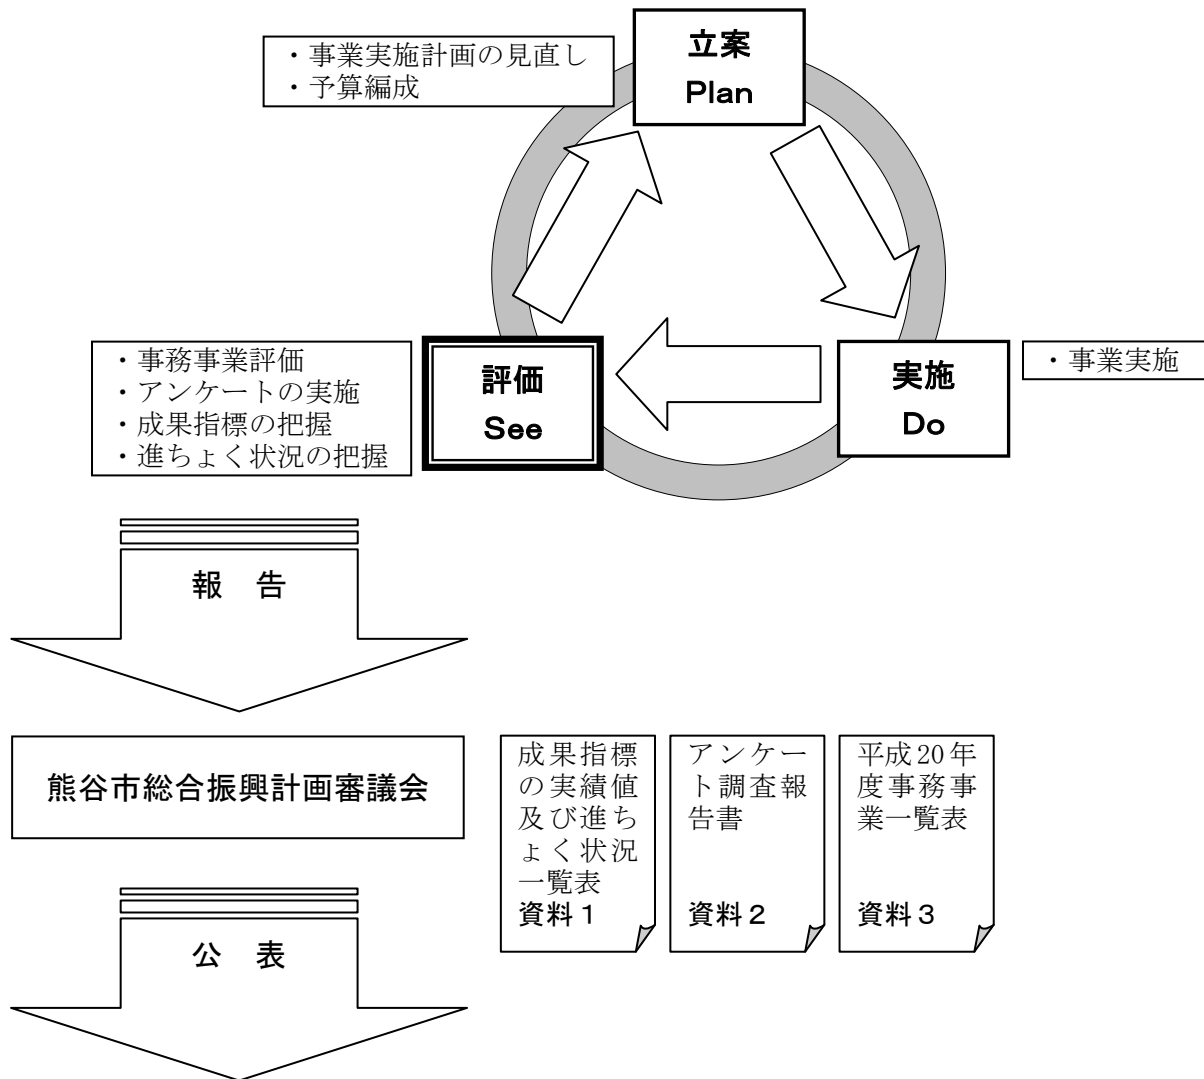 立案
Plan
・事業実施計画の見直し
・予算編成
・事務事業評価
・アンケートの実施
・成果指標の把握
・進ちょく状況の把握
評価
See
実施
Do
・事業実施
報　告
熊谷市総合振興計画審議会
成果指標
の実績値
及び進ち
ょく状況
一覧表
資料１
アンケー
ト調査報
告書
資料２
平成20年
度事務事
業一覧表
資料３
公　表